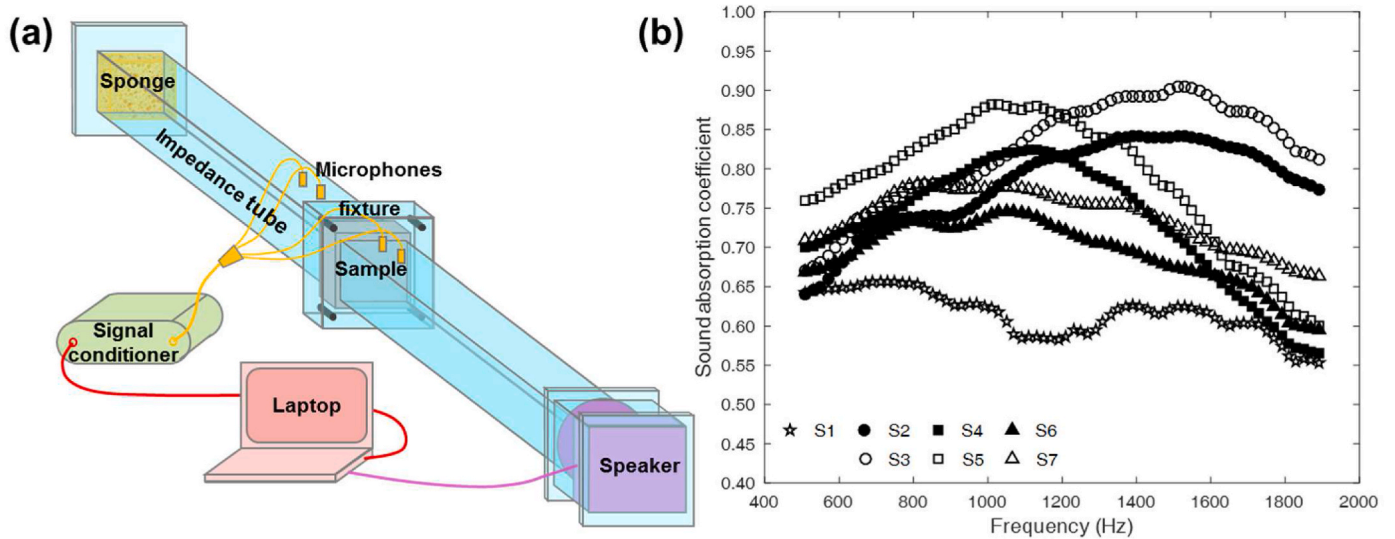 (a)
Sponge
Impedance tube
Microphones
fixture
Sample
Signal
conditioner
Laptop
Speaker
(b)
Sound absorption coefficient
1.00
0.95
0.90
0.85
0.80
0.75
0.70
0.65
0.60
0.55
0.50
0.45
0.40
S1 S2 S4 S6
S3 S5 S7
400 600 800 1000 1200 1400 1600 1800 2000
Frequency (Hz)